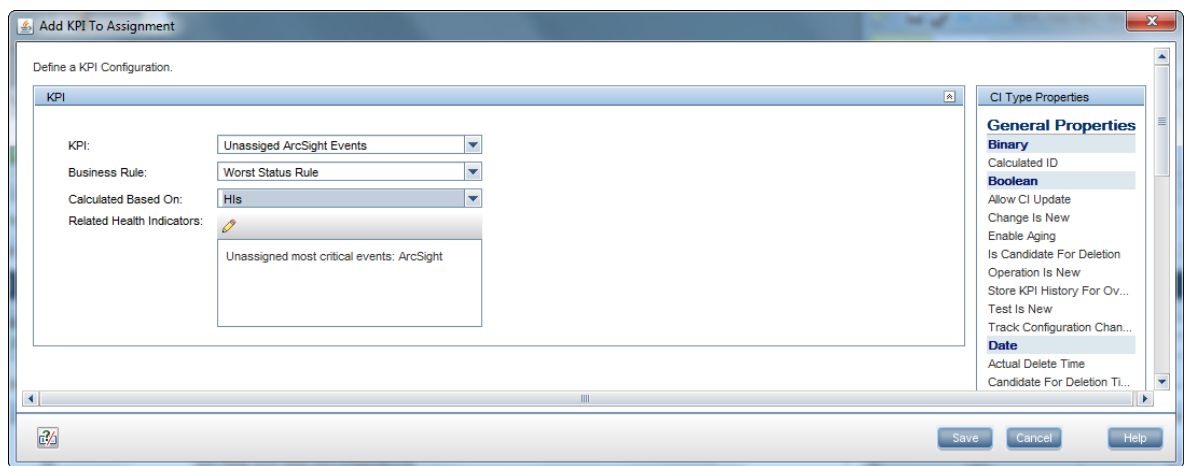 Add KPI To Assignment
Define a KPI Configuration.
KPI
KPI: Unassiged ArcSight Events
Business Rule: Worst Status Rule
Calculated Based On: HIs
Related Health Indicators:
Unassigned most critical events: ArcSight
CI Type Properties
General Properties
Binary
Calculated ID
Boolean
Allow CI Update
Change Is New
Enable Aging
Is Candidate For Deletion
Operation Is New
Store KPI History For Ov...
Test Is New
Track Configuration Chan...
Date
Actual Delete Time
Candidate For Deletion Ti...
Save Cancel Help